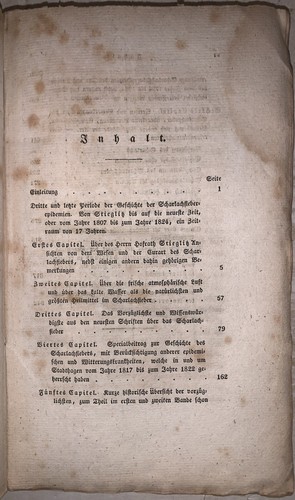 Inhalt.
Seite
Einleitung . . . . . . . . 1
Dritte und letzte Periode der Geschichte der Scharlachfieber-
epidemien. Von Stieglitz bis auf die neueste Zeit,
oder vom Jahre 1807 bis zum Jahre 1824, ein Zeit-
raum von 17 Jahren.
Erstes Capitel. Über des Herrn Hofrath Stieglitz An-
sichten von dem Wesen und der Curart des Schar-
lachfiebers, nebst einigen andern dahin gehörigen Be-
merkungen . . . . . . . 5
Zweites Capitel. Über die frische atmosphärische Luft
und über das kalte Wasser als die natürlichsten und
größten Heilmittel im Scharlachfieber . . . 57
Drittes Capitel. Das Vorzüglichste und Wissenswür-
digste aus den neuesten Schriften über das Scharlach-
fieber . . . . . . . . 79
Viertes Capitel. Specialbeytrag zur Geschichte des
Scharlachfiebers, mit Berücksichtigung anderer epidemi-
schen und Witterungskrankheiten, welche in und um
Stadthagen vom Jahr 1817 bis zum Jahre 1822 ge-
herrscht haben . . . . . . 162
Fünftes Capitel. Kurze historische Übersicht der vorzüg-
lichsten, zum Theil im ersten und zweiten Bande schon